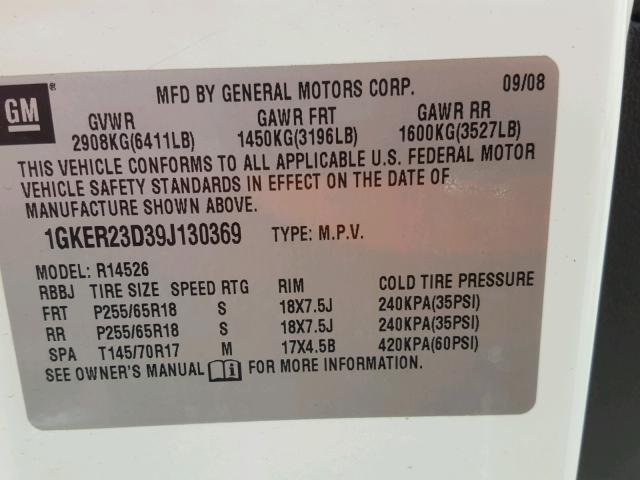 GM ® MFD BY GENERAL MOTORS CORP. 09/08
GVWR GAWR FRT GAWR RR
2908KG(6411LB) 1450KG(3196LB) 1600KG(3527LB)
THIS VEHICLE CONFORMS TO ALL APPLICABLE U.S. FEDERAL MOTOR
VEHICLE SAFETY STANDARDS IN EFFECT ON THE DATE OF
MANUFACTURE SHOWN ABOVE.
1GKER23D39J130369 TYPE: M.P.V.
MODEL: R14526
RBBJ TIRE SIZE SPEED RTG RIM COLD TIRE PRESSURE
FRT P255/65R18 S 18X7.5J 240KPA(35PSI)
RR P255/65R18 S 18X7.5J 240KPA(35PSI)
SPA T145/70R17 M 17X4.5B 420KPA(60PSI)
SEE OWNER'S MANUAL FOR MORE INFORMATION.